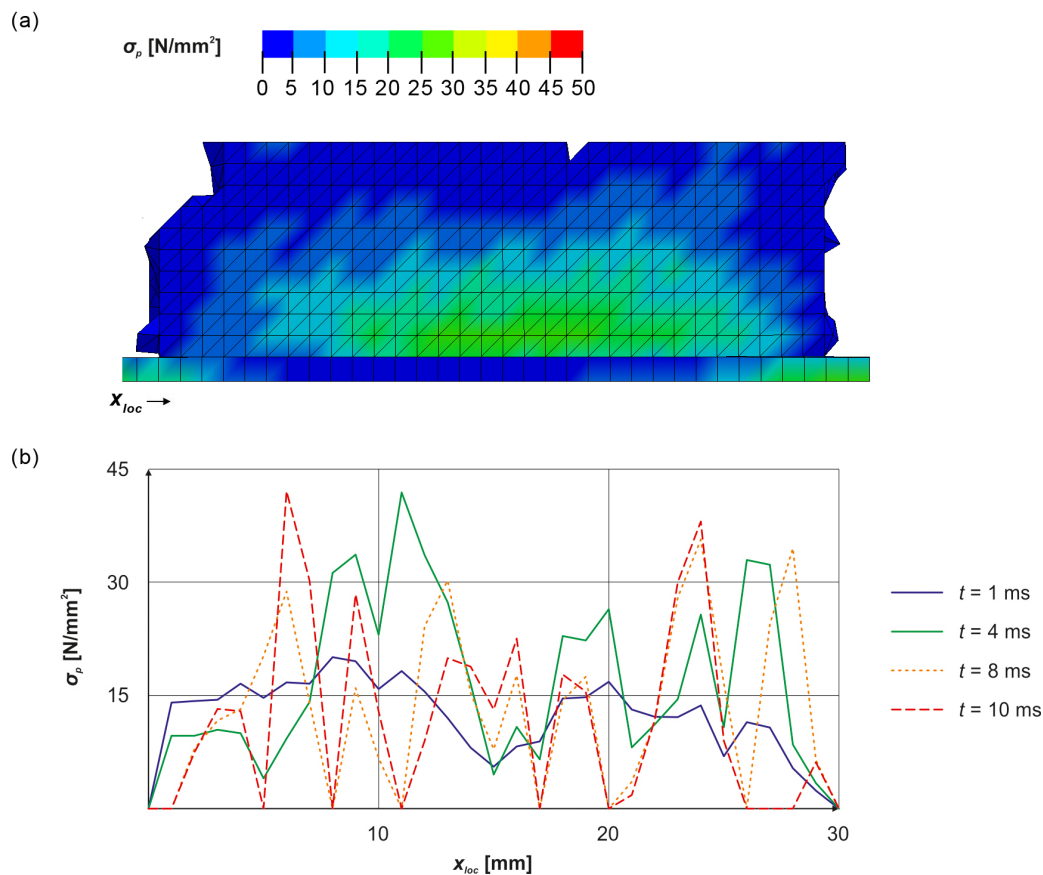 (a)
σp [N/mm²]
0 5 10 15 20 25 30 35 40 45 50
xloc →
(b)
45
30
15
σp [N/mm²]
10 20 30
xloc [mm]
t = 1 ms
t = 4 ms
t = 8 ms
t = 10 ms